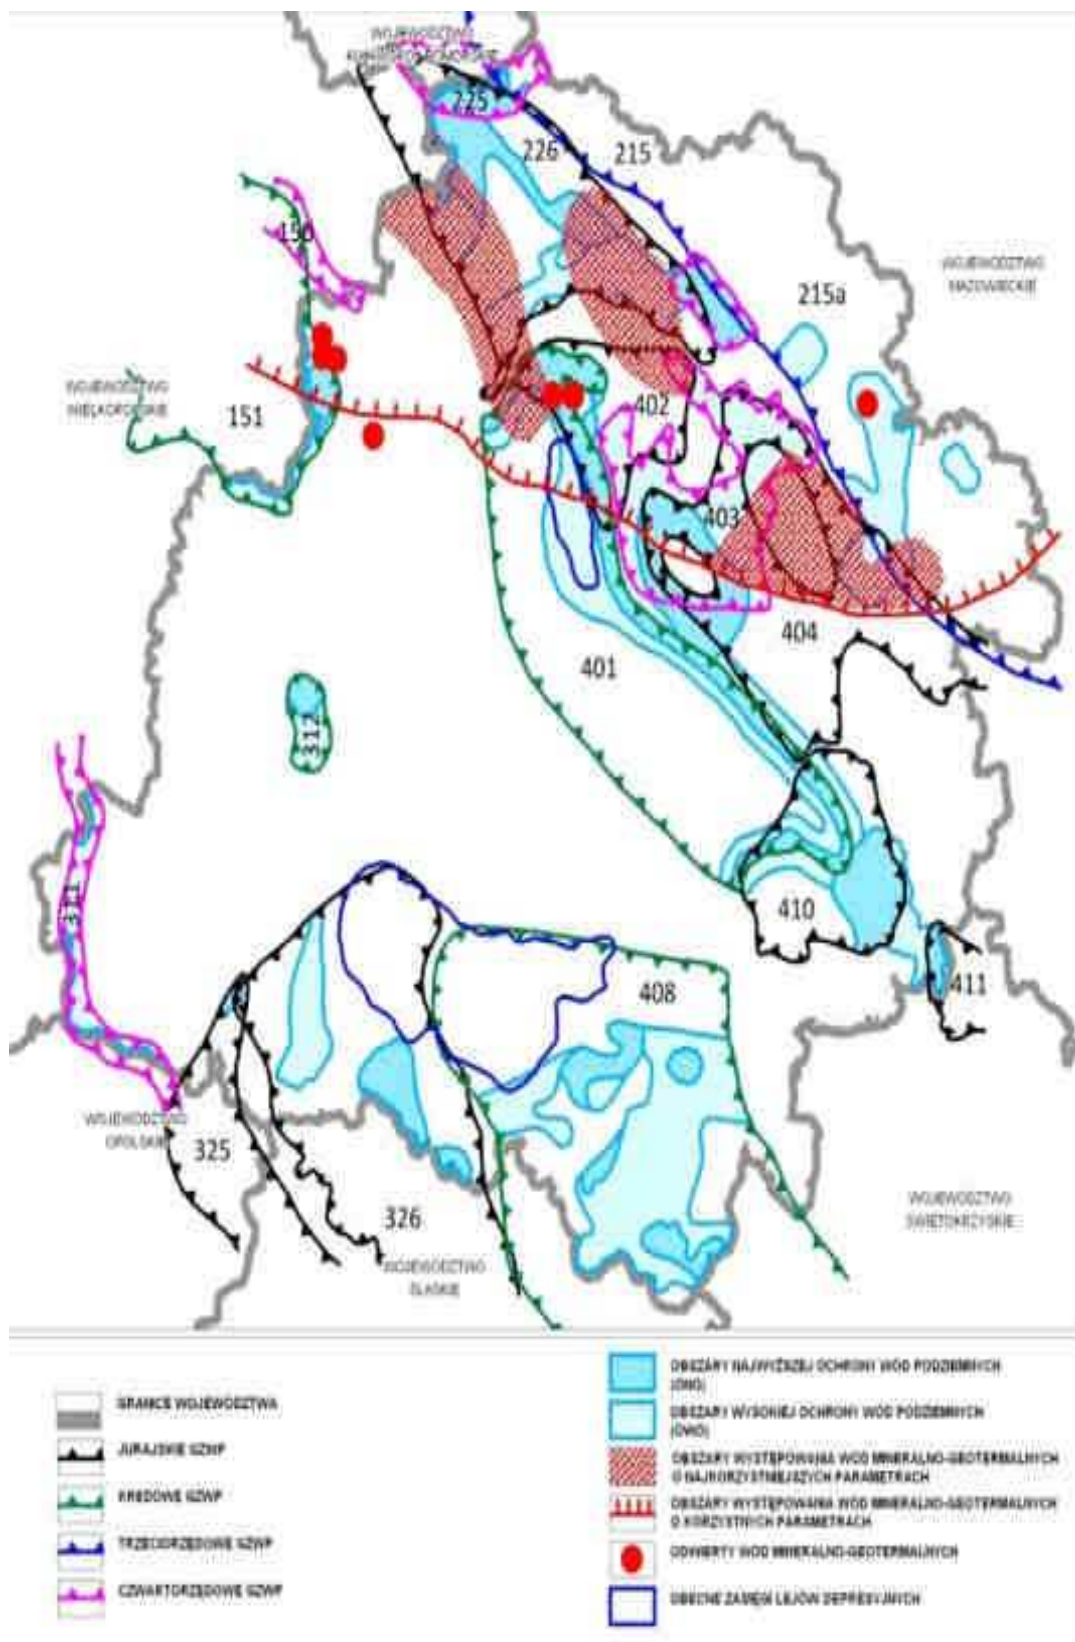 WOJEWÓDZTWO
KUJAWSKO-POMORSKIE
225
226
215
150
WOJEWÓDZTWO
MAZOWIECKIE
215a
WOJEWÓDZTWO
WIELKOPOLSKIE
151
402
403
404
401
312
311
410
411
408
WOJEWÓDZTWO
OPOLSKIE
325
326
WOJEWÓDZTWO
ŚLĄSKIE
WOJEWÓDZTWO
ŚWIĘTOKRZYSKIE
GRANICE WOJEWÓDZTWA
JURAJSKIE GZWP
KREDOWE GZWP
TRZECIORZĘDOWE GZWP
CZWARTORZĘDOWE GZWP
OBSZARY NAJWYŻSZEJ OCHRONY WÓD PODZIEMNYCH
(ONO)
OBSZARY WYSOKIEJ OCHRONY WÓD PODZIEMNYCH
(OWO)
OBSZARY WYSTĘPOWANIA WÓD MINERALNO-GEOTERMALNYCH
O NAJKORZYSTNIEJSZYCH PARAMETRACH
OBSZARY WYSTĘPOWANIA WÓD MINERALNO-GEOTERMALNYCH
O KORZYSTNYCH PARAMETRACH
ODWIERTY WÓD MINERALNO-GEOTERMALNYCH
OBECNE ZASIĘGI LEJÓW DEPRESYJNYCH